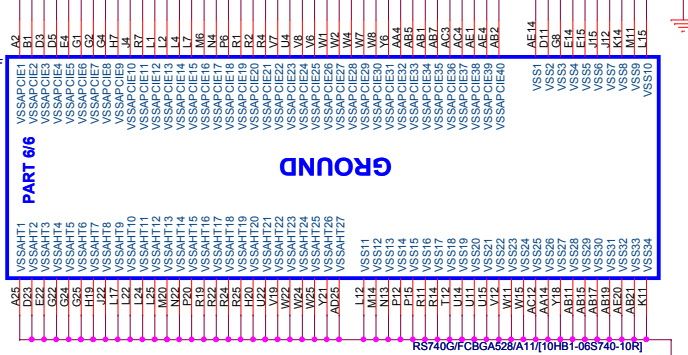 A2 B1 D3 D5 E4 G1 G2 G4 H7 J4 R7 L1 L2 L4 L7 M6 N4 P6 R1 R2 R4 V7 U4 V8 V6 W1 W2 W4 W7 W8 Y6 AA4 AB5 AB1 AB7 AC3 AC4 AE1 AE4 AB2 AE14 D11 G8 E14 E15 J15 J12 K14 M11 L15
VSSAPCIE1 VSSAPCIE2 VSSAPCIE3 VSSAPCIE4 VSSAPCIE5 VSSAPCIE6 VSSAPCIE7 VSSAPCIE8 VSSAPCIE9 VSSAPCIE10 VSSAPCIE11 VSSAPCIE12 VSSAPCIE13 VSSAPCIE14 VSSAPCIE15 VSSAPCIE16 VSSAPCIE17 VSSAPCIE18 VSSAPCIE19 VSSAPCIE20 VSSAPCIE21 VSSAPCIE22 VSSAPCIE23 VSSAPCIE24 VSSAPCIE25 VSSAPCIE26 VSSAPCIE27 VSSAPCIE28 VSSAPCIE29 VSSAPCIE30 VSSAPCIE31 VSSAPCIE32 VSSAPCIE33 VSSAPCIE34 VSSAPCIE35 VSSAPCIE36 VSSAPCIE37 VSSAPCIE38 VSSAPCIE39 VSSAPCIE40 VSS1 VSS2 VSS3 VSS4 VSS5 VSS6 VSS7 VSS8 VSS9 VSS10
PART 6/6
GROUND
VSSAHT1 VSSAHT2 VSSAHT3 VSSAHT4 VSSAHT5 VSSAHT6 VSSAHT7 VSSAHT8 VSSAHT9 VSSAHT10 VSSAHT11 VSSAHT12 VSSAHT13 VSSAHT14 VSSAHT15 VSSAHT16 VSSAHT17 VSSAHT18 VSSAHT19 VSSAHT20 VSSAHT21 VSSAHT22 VSSAHT23 VSSAHT24 VSSAHT25 VSSAHT26 VSSAHT27 VSS11 VSS12 VSS13 VSS14 VSS15 VSS16 VSS17 VSS18 VSS19 VSS20 VSS21 VSS22 VSS23 VSS24 VSS25 VSS26 VSS27 VSS28 VSS29 VSS30 VSS31 VSS32 VSS33 VSS34
A25 D23 E22 G22 G24 G25 H19 J22 L17 L22 L24 L25 M20 N22 P20 R19 R22 R24 R25 H20 U22 V19 W22 W24 W25 Y21 AD25 L12 M14 N13 P12 P15 R11 R14 T12 U14 U11 U15 V12 W11 W15 AC12 AA14 Y18 AB11 AB15 AB17 AB19 AE20 AB21 K11
RS740G/FCBGA528/A11/[10HB1-06S740-10R]